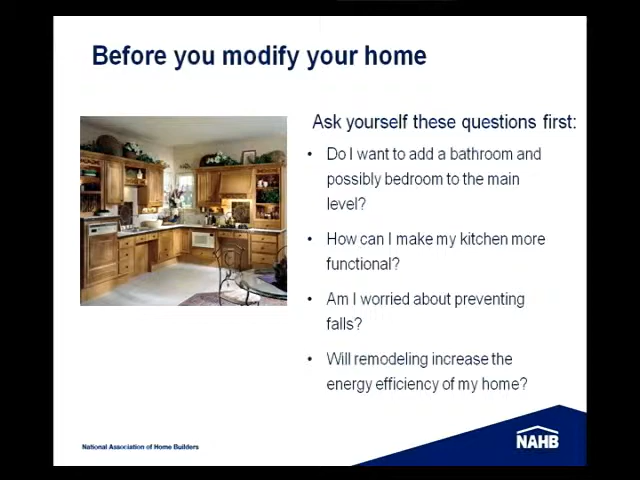 Before you modify your home
Ask yourself these questions first:
• Do I want to add a bathroom and
possibly bedroom to the main
level?
• How can I make my kitchen more
functional?
• Am I worried about preventing
falls?
• Will remodeling increase the
energy efficiency of my home?
National Association of Home Builders
NAHB